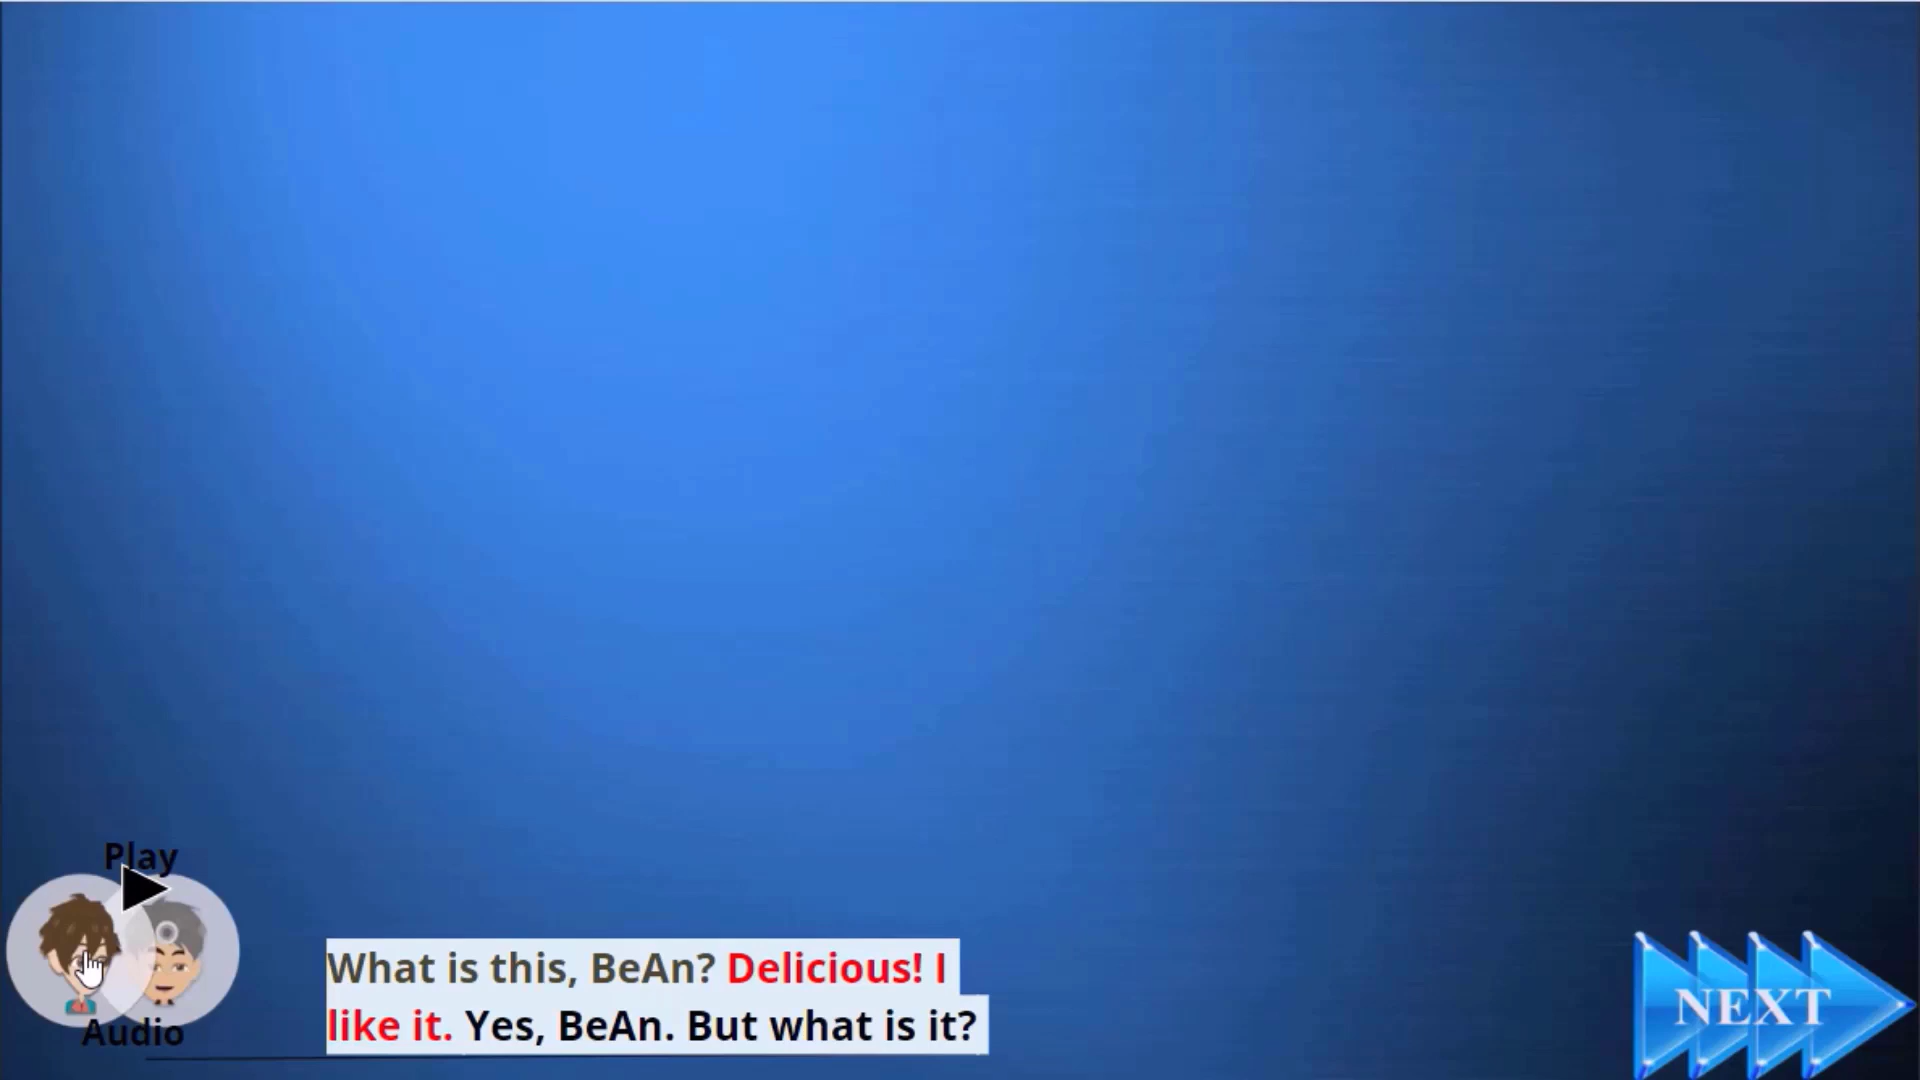 Play
Audio
What is this, BeAn? Delicious! I
like it. Yes, BeAn. But what is it?
NEXT